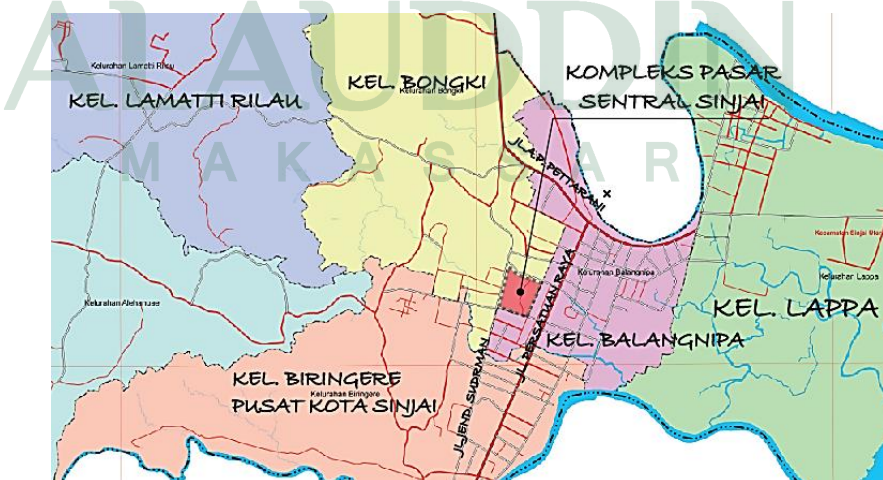 ALAUDDIN
MAKASSAR
Kelurahan Lamatti Rilau
KEL. LAMATTI RILAU
KEL. BONGKI
Kelurahan Bongki
KOMPLEKS PASAR
SENTRAL SINJAI
JL.A.P. PETTARANI
Kelurahan Balangnipa
Kelurahan Lappa
KEL. LAPPA
Kelurahan Alehanuae
JL. PERSATUAN RAYA
KEL. BALANGNIPA
JL.JEND. SUDIRMAN
KEL. BIRINGERE
Kelurahan Biringere
PUSAT KOTA SINJAI